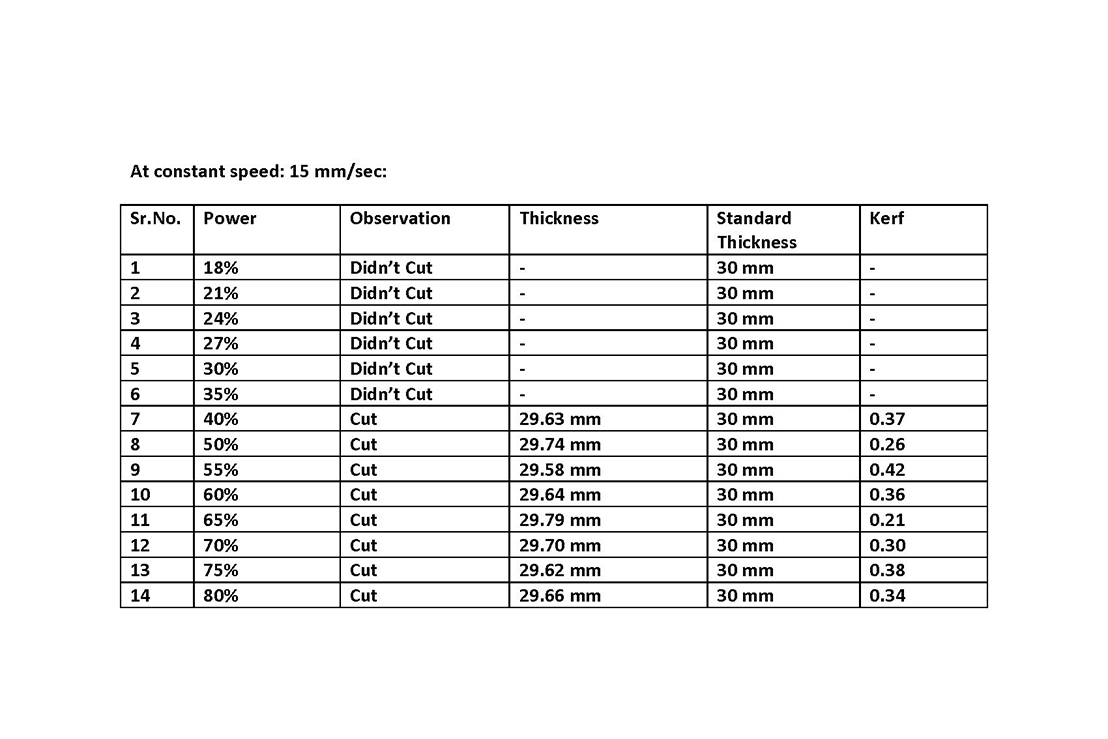 At constant speed: 15 mm/sec:
Sr.No. Power Observation Thickness Standard Thickness Kerf
1 18% Didn’t Cut - 30 mm -
2 21% Didn’t Cut - 30 mm -
3 24% Didn’t Cut - 30 mm -
4 27% Didn’t Cut - 30 mm -
5 30% Didn’t Cut - 30 mm -
6 35% Didn’t Cut - 30 mm -
7 40% Cut 29.63 mm 30 mm 0.37
8 50% Cut 29.74 mm 30 mm 0.26
9 55% Cut 29.58 mm 30 mm 0.42
10 60% Cut 29.64 mm 30 mm 0.36
11 65% Cut 29.79 mm 30 mm 0.21
12 70% Cut 29.70 mm 30 mm 0.30
13 75% Cut 29.62 mm 30 mm 0.38
14 80% Cut 29.66 mm 30 mm 0.34